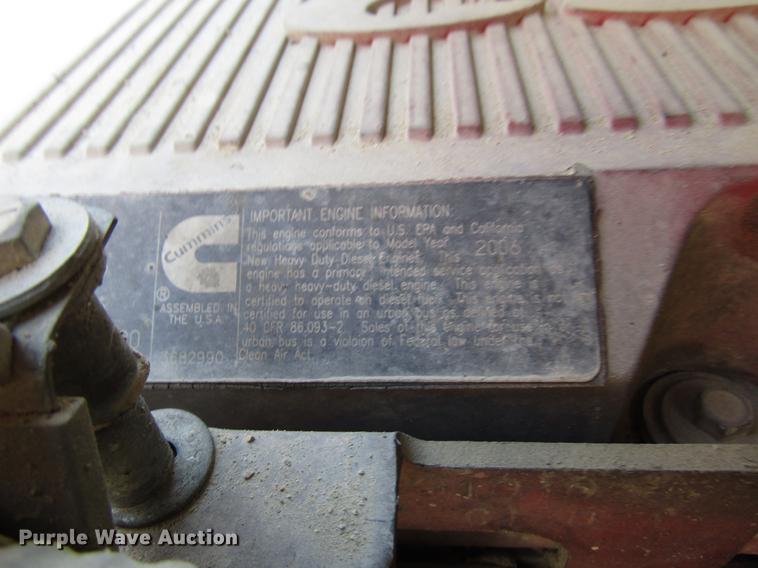 Cummins
®
ASSEMBLED IN
THE U.S.A.
3682990
IMPORTANT ENGINE INFORMATION:
This engine conforms to U.S. EPA and California
regulations applicable to Model Year 2006
New Heavy Duty Diesel Engines. This
engine has a primary intended service application as
a heavy heavy-duty diesel engine. This engine is
certified to operate on diesel fuel. This engine is not
certified for use in an urban bus as defined at
40 CFR 86.093-2. Sales of this engine for use in
urban bus is a violaion of Federal law under the
Clean Air Act.
Purple Wave Auction